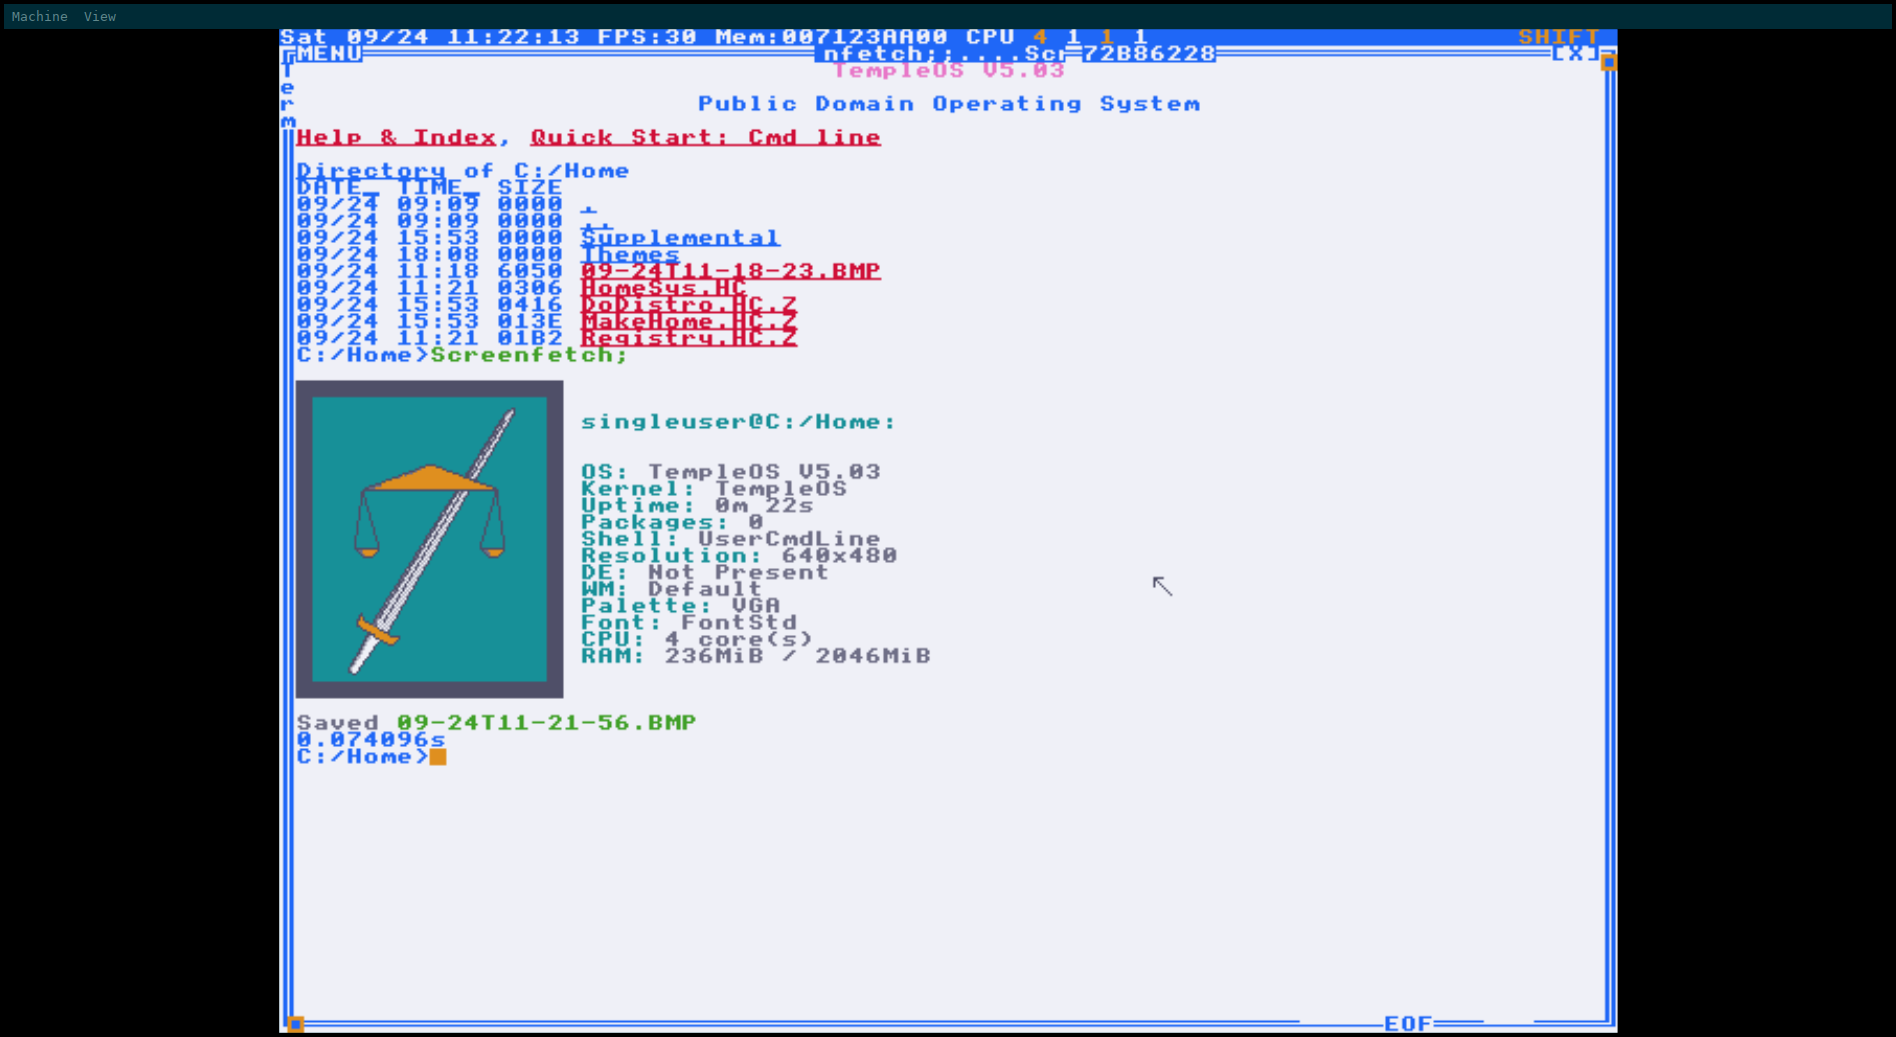 Machine View
Sat 09/24 11:22:13 FPS:30 Mem:007123AA00 CPU 4 1 1 1 SHIFT
MENU nfetch;;.....Scr 72B86228 [X]
Term
TempleOS V5.03
Public Domain Operating System
Help & Index, Quick Start: Cmd line
Directory of C:/Home
DATE_ TIME_ SIZE
09/24 09:09 0000 .
09/24 09:09 0000 ..
09/24 15:53 0000 Supplemental
09/24 18:08 0000 Themes
09/24 11:18 6050 09-24T11-18-23.BMP
09/24 11:21 0306 HomeSys.HC
09/24 15:53 0416 DoDistro.HC.Z
09/24 15:53 013E MakeHome.HC.Z
09/24 11:21 01B2 Registry.HC.Z
C:/Home>Screenfetch;
singleuser@C:/Home:
OS: TempleOS V5.03
Kernel: TempleOS
Uptime: 0m 22s
Packages: 0
Shell: UserCmdLine
Resolution: 640x480
DE: Not Present
WM: Default
Palette: VGA
Font: FontStd
CPU: 4 core(s)
RAM: 236MiB / 2046MiB
Saved 09-24T11-21-56.BMP
0.074096s
C:/Home>
EOF